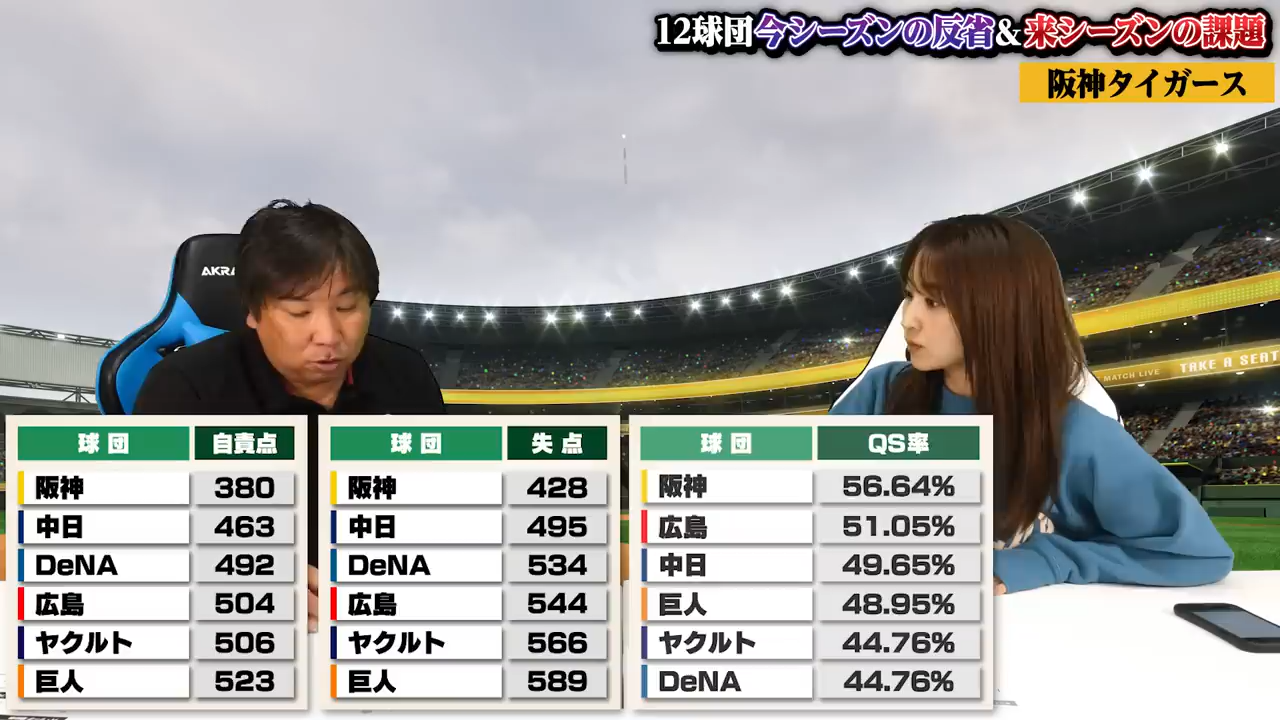 12球団今シーズンの反省&来シーズンの課題
阪神タイガース
AKRA
MATCH LIVE
TAKE A SEAT
球団 自責点
阪神 380
中日 463
DeNA 492
広島 504
ヤクルト 506
巨人 523
球団 失点
阪神 428
中日 495
DeNA 534
広島 544
ヤクルト 566
巨人 589
球団 QS率
阪神 56.64%
広島 51.05%
中日 49.65%
巨人 48.95%
ヤクルト 44.76%
DeNA 44.76%